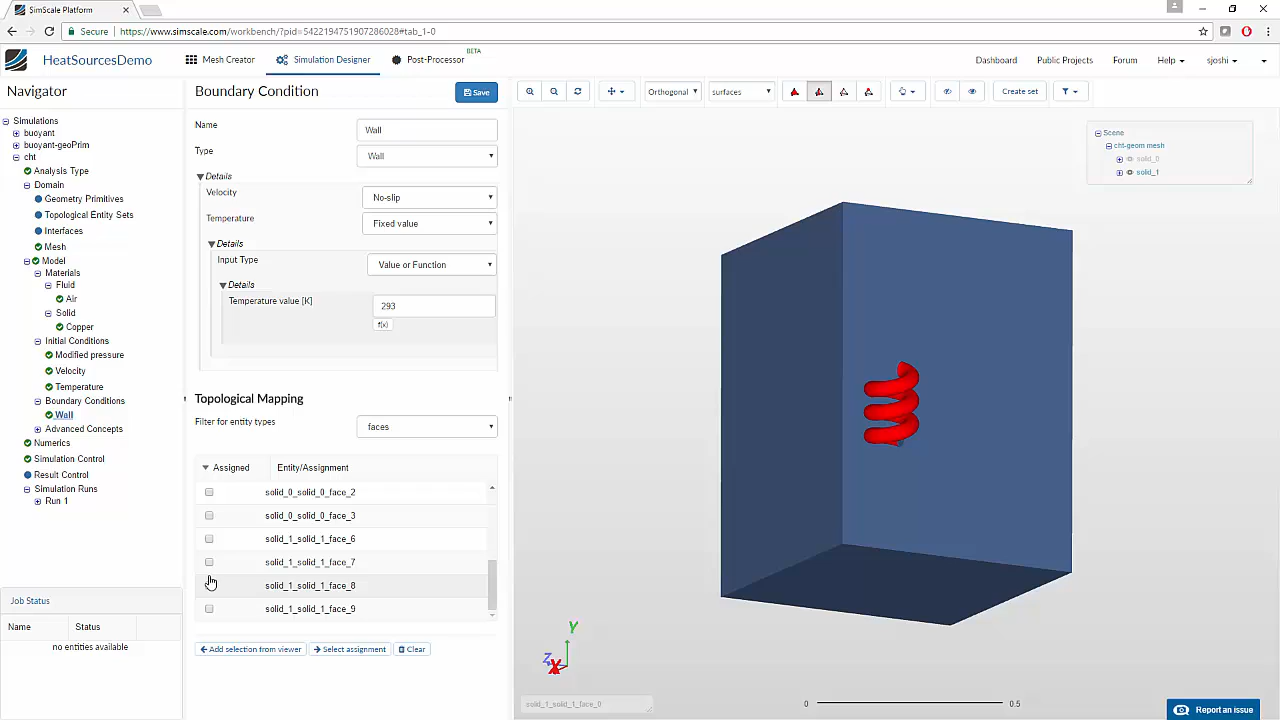 SimScale Platform
Secure https://www.simscale.com/workbench/?pid=5422194751907286028#tab_1-0
HeatSourcesDemo
Mesh Creator
Simulation Designer
Post-Processor
BETA
Dashboard
Public Projects
Forum
Help
sjoshi
Navigator
Simulations
buoyant
buoyant-geoPrim
cht
Analysis Type
Domain
Geometry Primitives
Topological Entity Sets
Interfaces
Mesh
Model
Materials
Fluid
Air
Solid
Copper
Initial Conditions
Modified pressure
Velocity
Temperature
Boundary Conditions
Wall
Advanced Concepts
Numerics
Simulation Control
Result Control
Simulation Runs
Run 1
Job Status
Name Status
no entities available
Boundary Condition
Save
Name Wall
Type Wall
Details
Velocity No-slip
Temperature Fixed value
Details
Input Type Value or Function
Details
Temperature value [K] 293
f(x)
Topological Mapping
Filter for entity types faces
Assigned Entity/Assignment
solid_0_solid_0_face_2
solid_0_solid_0_face_3
solid_1_solid_1_face_6
solid_1_solid_1_face_7
solid_1_solid_1_face_8
solid_1_solid_1_face_9
Add selection from viewer
Select assignment
Clear
Orthogonal
surfaces
Create set
Scene
cht-geom mesh
solid_0
solid_1
Y
Z
X
solid_1_solid_1_face_0
0
0.5
Report an issue